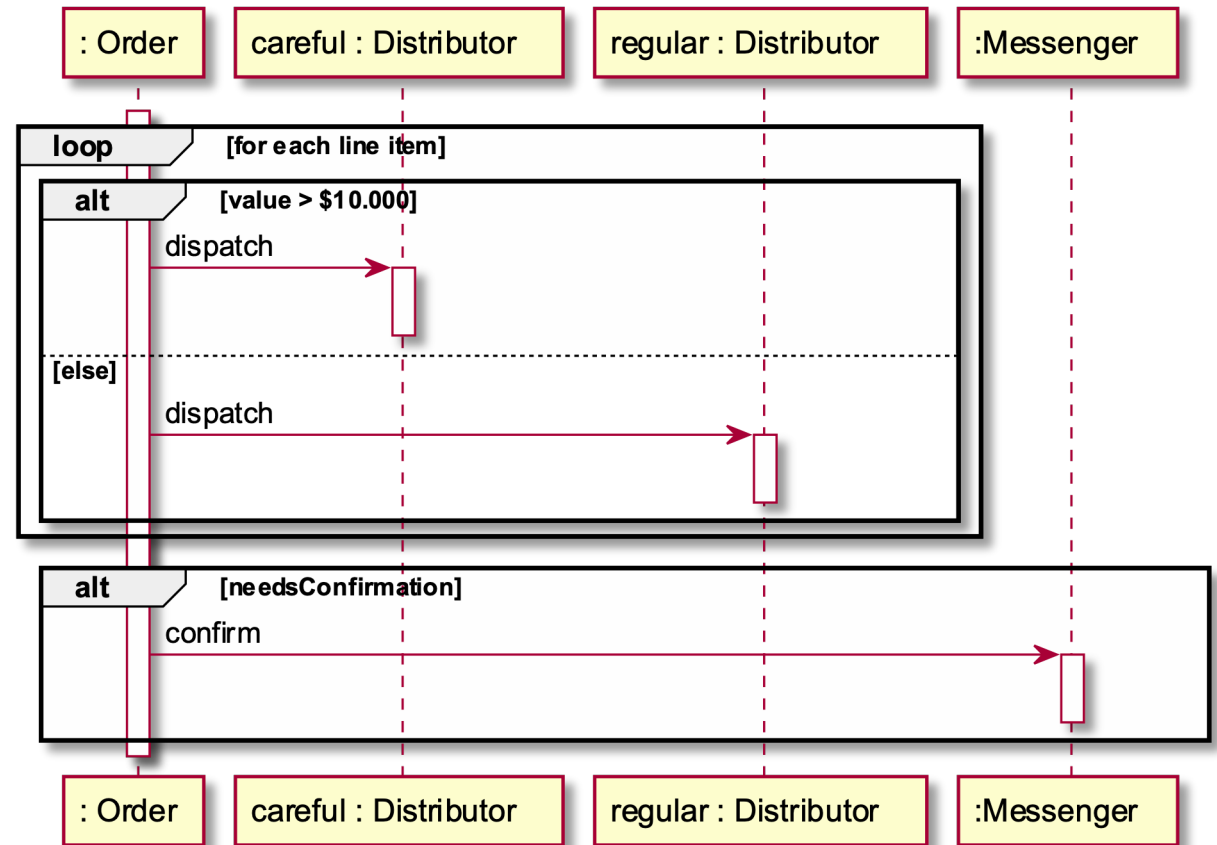 : Order
careful : Distributor
regular : Distributor
:Messenger
loop
[for each line item]
alt
[value > $10.000]
dispatch
[else]
dispatch
alt
[needsConfirmation]
confirm
: Order
careful : Distributor
regular : Distributor
:Messenger